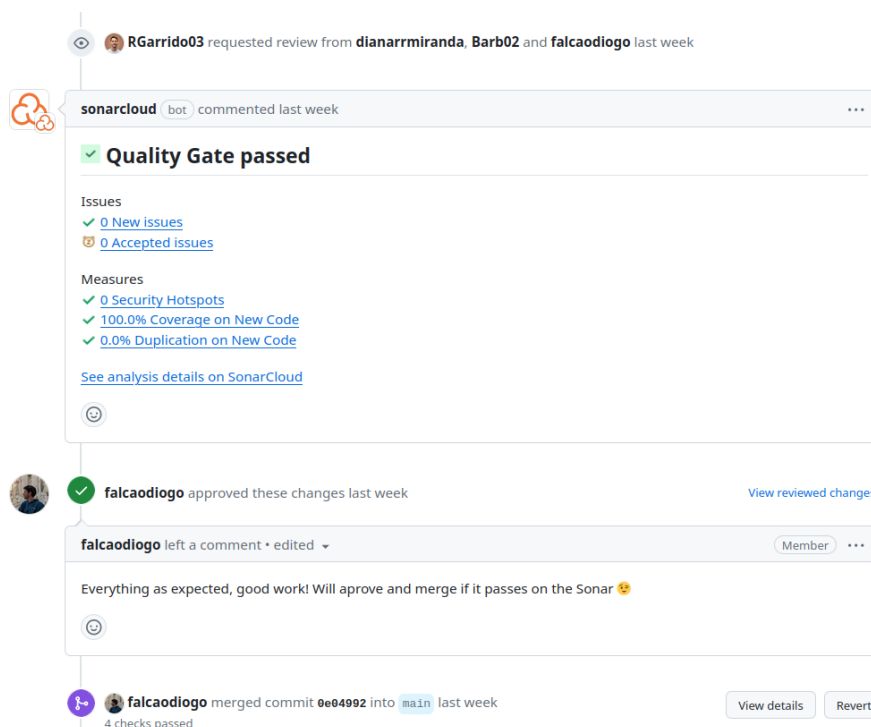 RGarrido03 requested review from dianarrmiranda, Barb02 and falcaodiogo last week
sonarcloud bot commented last week
Quality Gate passed
Issues
0 New issues
0 Accepted issues
Measures
0 Security Hotspots
100.0% Coverage on New Code
0.0% Duplication on New Code
See analysis details on SonarCloud
falcaodiogo approved these changes last week View reviewed changes
falcaodiogo left a comment • edited Member
Everything as expected, good work! Will aprove and merge if it passes on the Sonar 😉
falcaodiogo merged commit 0e04992 into main last week View details Revert
4 checks passed